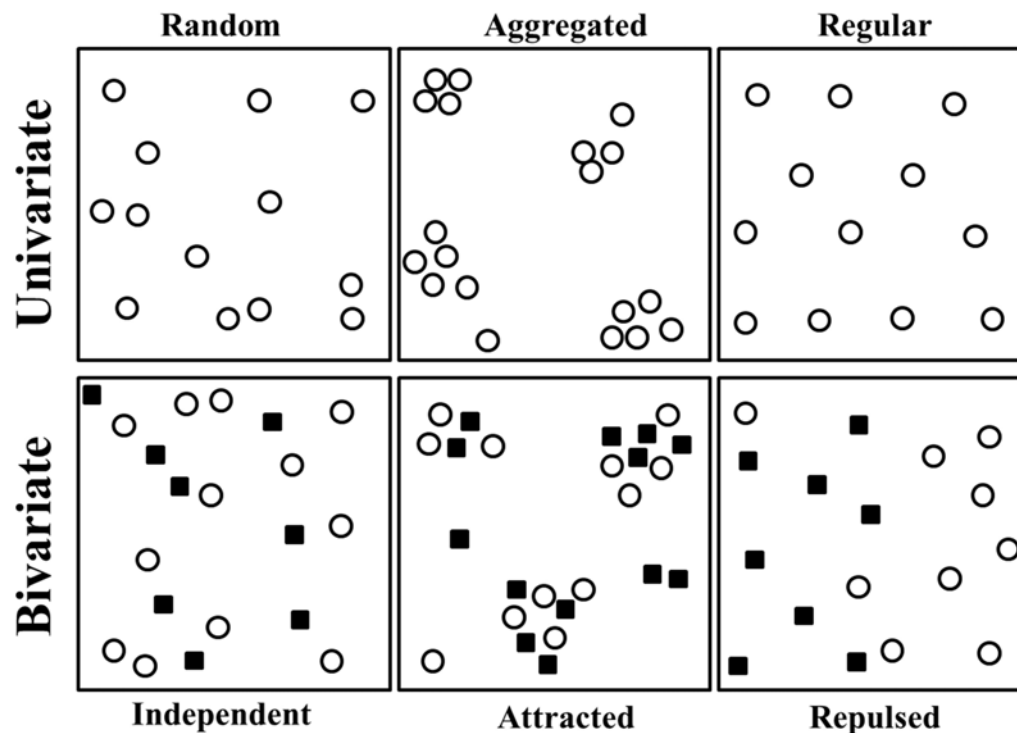 Random
Aggregated
Regular
Univariate
Bivariate
Independent
Attracted
Repulsed